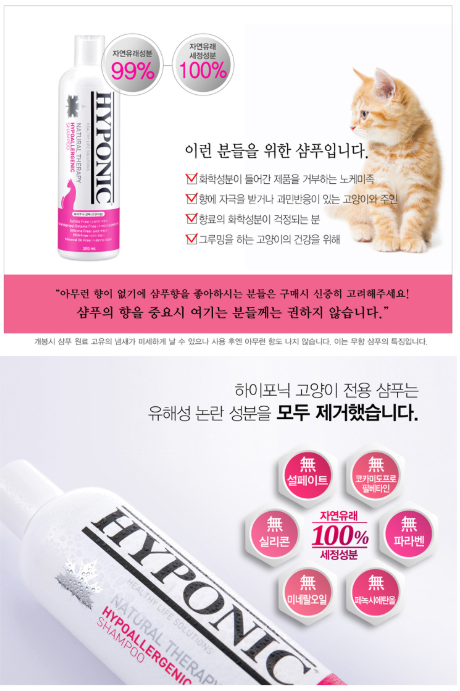 자연유래성분
99%
자연유래
세정성분
100%
HYPONIC
NATURAL THERAPY
HYPOALLERGENIC
SHAMPOO
이런 분들을 위한 샴푸입니다.
화학성분이 들어간 제품을 거부하는 노케미족
향에 자극을 받거나 과민반응이 있는 고양이와 주인
향료의 화학성분이 걱정되는 분
그루밍을 하는 고양이의 건강을 위해
“아무런 향이 없기에 샴푸향을 좋아하시는 분들은 구매시 신중히 고려해주세요!
샴푸의 향을 중요시 여기는 분들께는 권하지 않습니다.”
개봉시 샴푸 원료 고유의 냄새가 미세하게 날 수 있으나 사용 후엔 아무런 향도 나지 않습니다. 이는 무향 샴푸의 특징입니다.
하이포닉 고양이 전용 샴푸는
유해성 논란 성분을 모두 제거했습니다.
無
설페이트
無
코카미도프로
필베타인
無
실리콘
자연유래
100%
세정성분
無
파라벤
無
미네랄오일
無
페녹시에탄올
HYPONIC
HEALTHY LIFE SOLUTIONS
NATURAL THERAPY
HYPOALLERGENIC
SHAMPOO